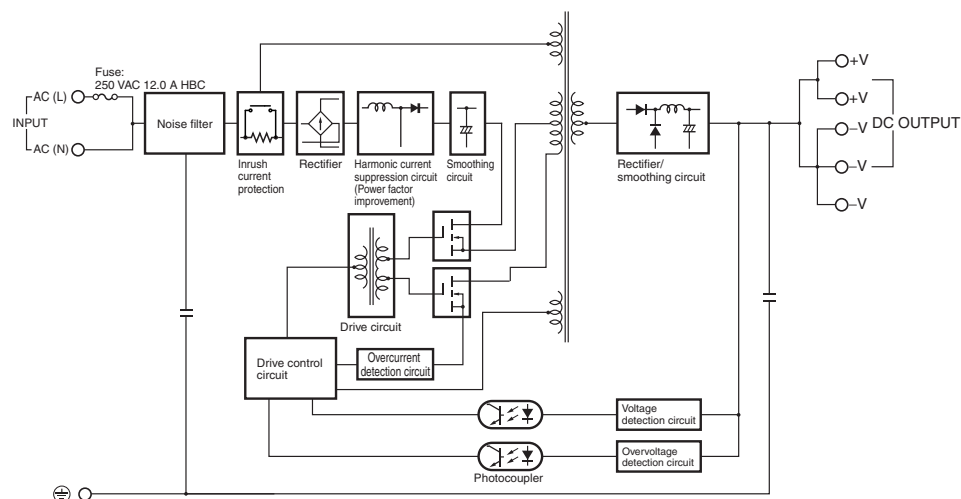 Fuse:
250 VAC 12.0 A HBC
AC (L)
INPUT
AC (N)
Noise filter
Inrush
current
protection
Rectifier
Harmonic current
suppression circuit
(Power factor
improvement)
Smoothing
circuit
Rectifier/
smoothing circuit
+V
+V
−V
DC OUTPUT
−V
−V
Drive circuit
Drive control
circuit
Overcurrent
detection circuit
Voltage
detection circuit
Overvoltage
detection circuit
Photocoupler